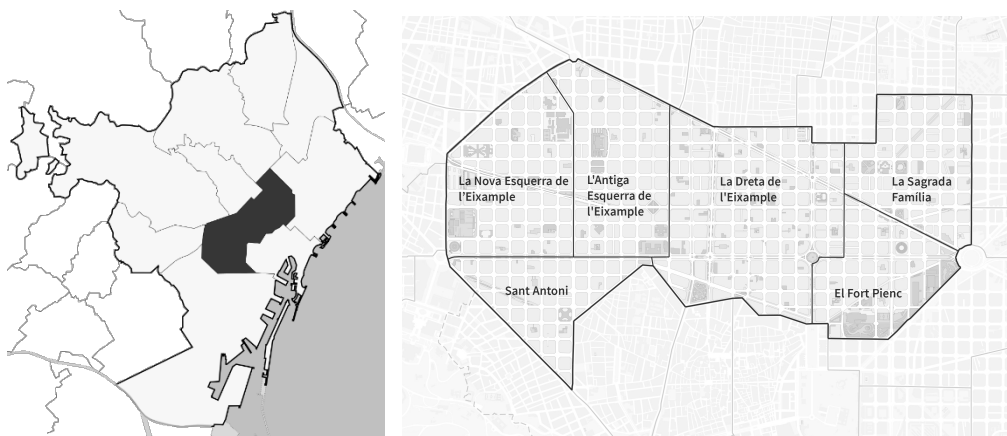 La Nova Esquerra de
l'Eixample
L'Antiga
Esquerra de
l'Eixample
La Dreta de
l'Eixample
La Sagrada
Família
Sant Antoni
El Fort Pienc